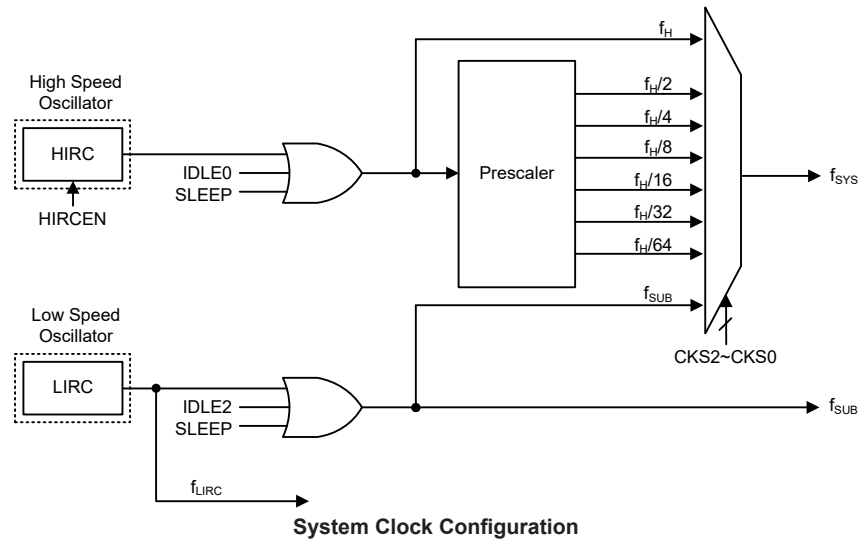 High Speed
Oscillator
HIRC
HIRCEN
IDLE0
SLEEP
f_H
Prescaler
f_H/2
f_H/4
f_H/8
f_H/16
f_H/32
f_H/64
f_SUB
f_SYS
CKS2~CKS0
Low Speed
Oscillator
LIRC
IDLE2
SLEEP
f_SUB
f_LIRC
System Clock Configuration